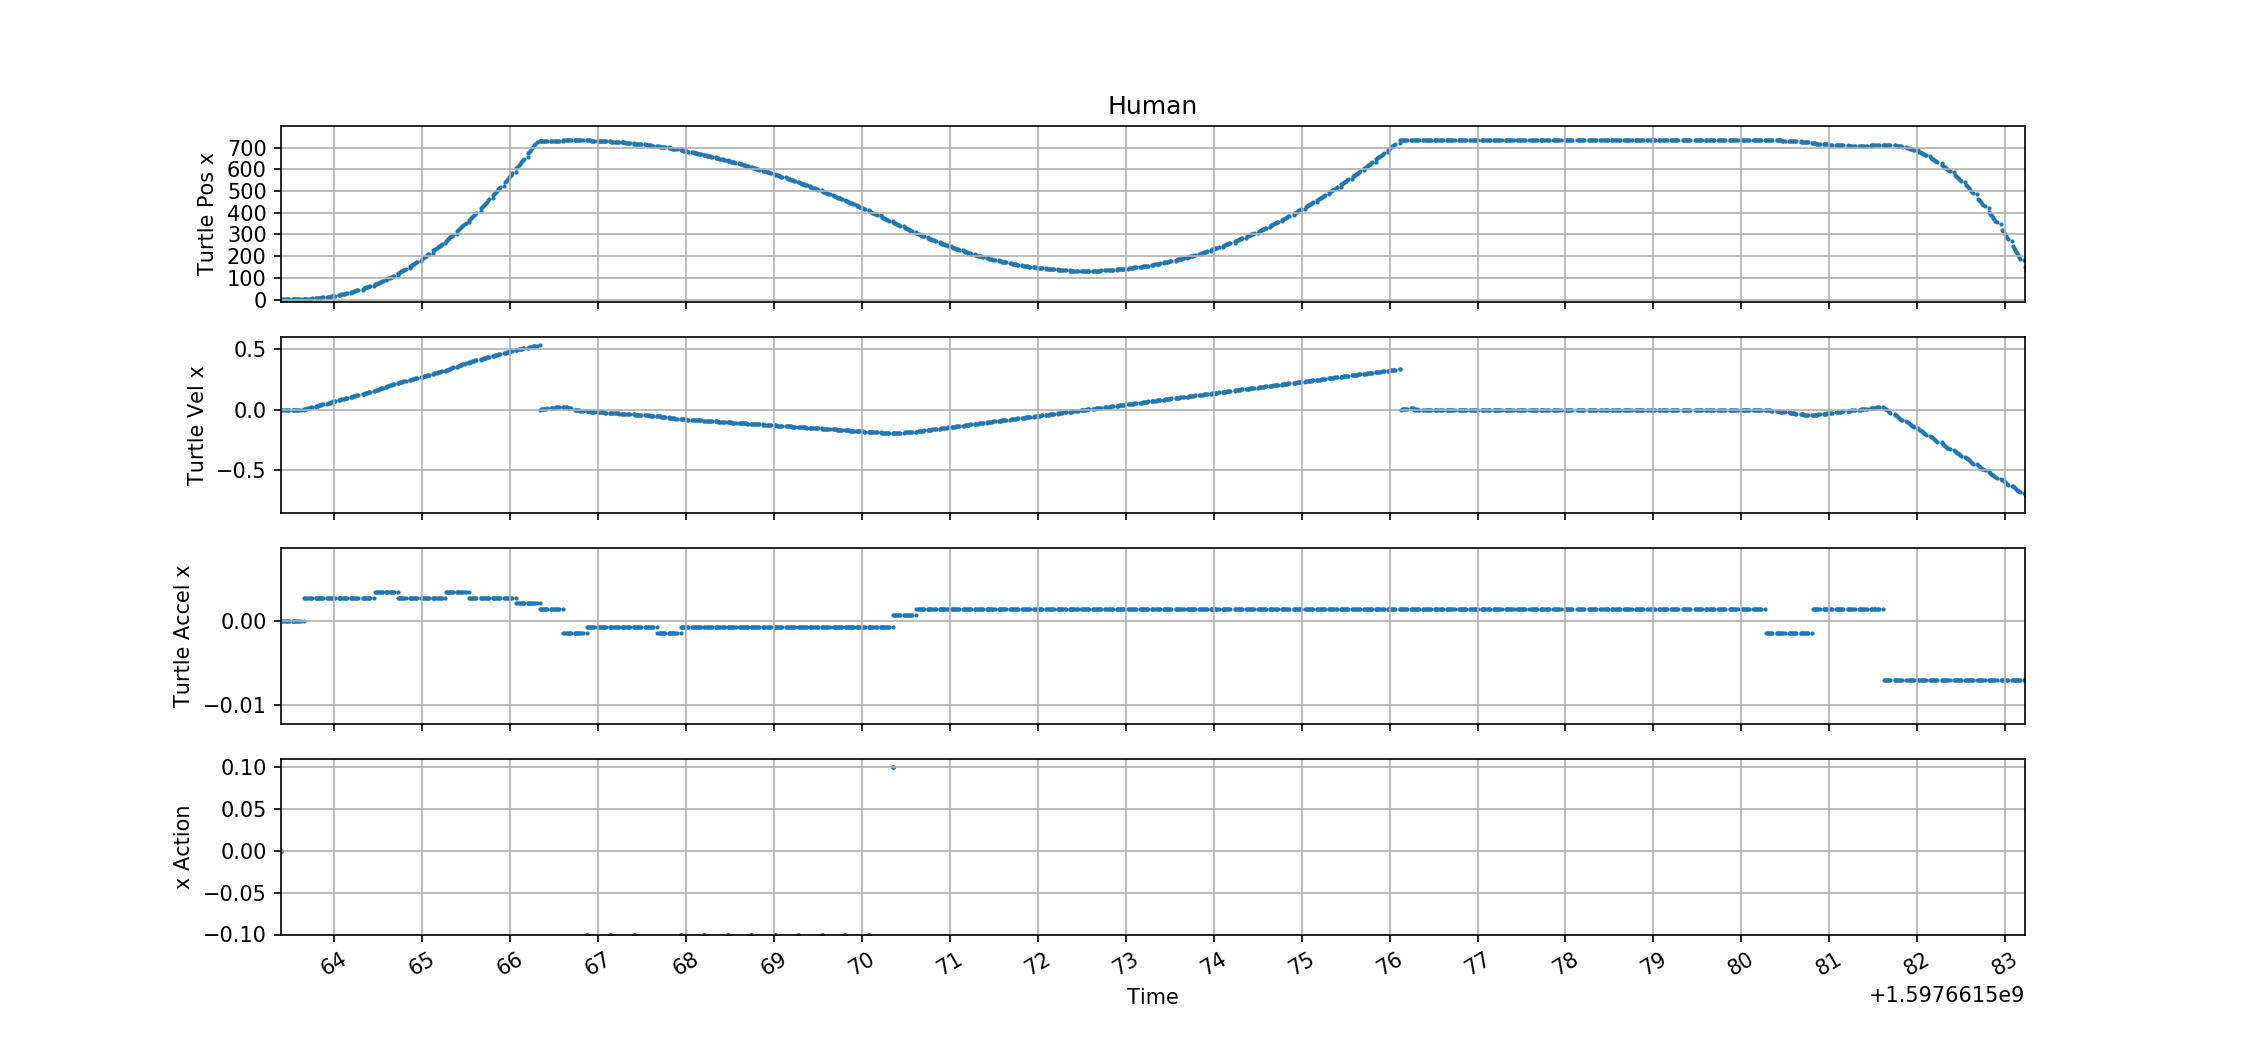 Human
Turtle Pos x
700
600
500
400
300
200
100
0
Turtle Vel x
0.5
0.0
−0.5
Turtle Accel x
0.00
−0.01
x Action
0.10
0.05
0.00
−0.05
−0.10
64 65 66 67 68 69 70 71 72 73 74 75 76 77 78 79 80 81 82 83
Time
+1.5976615e9